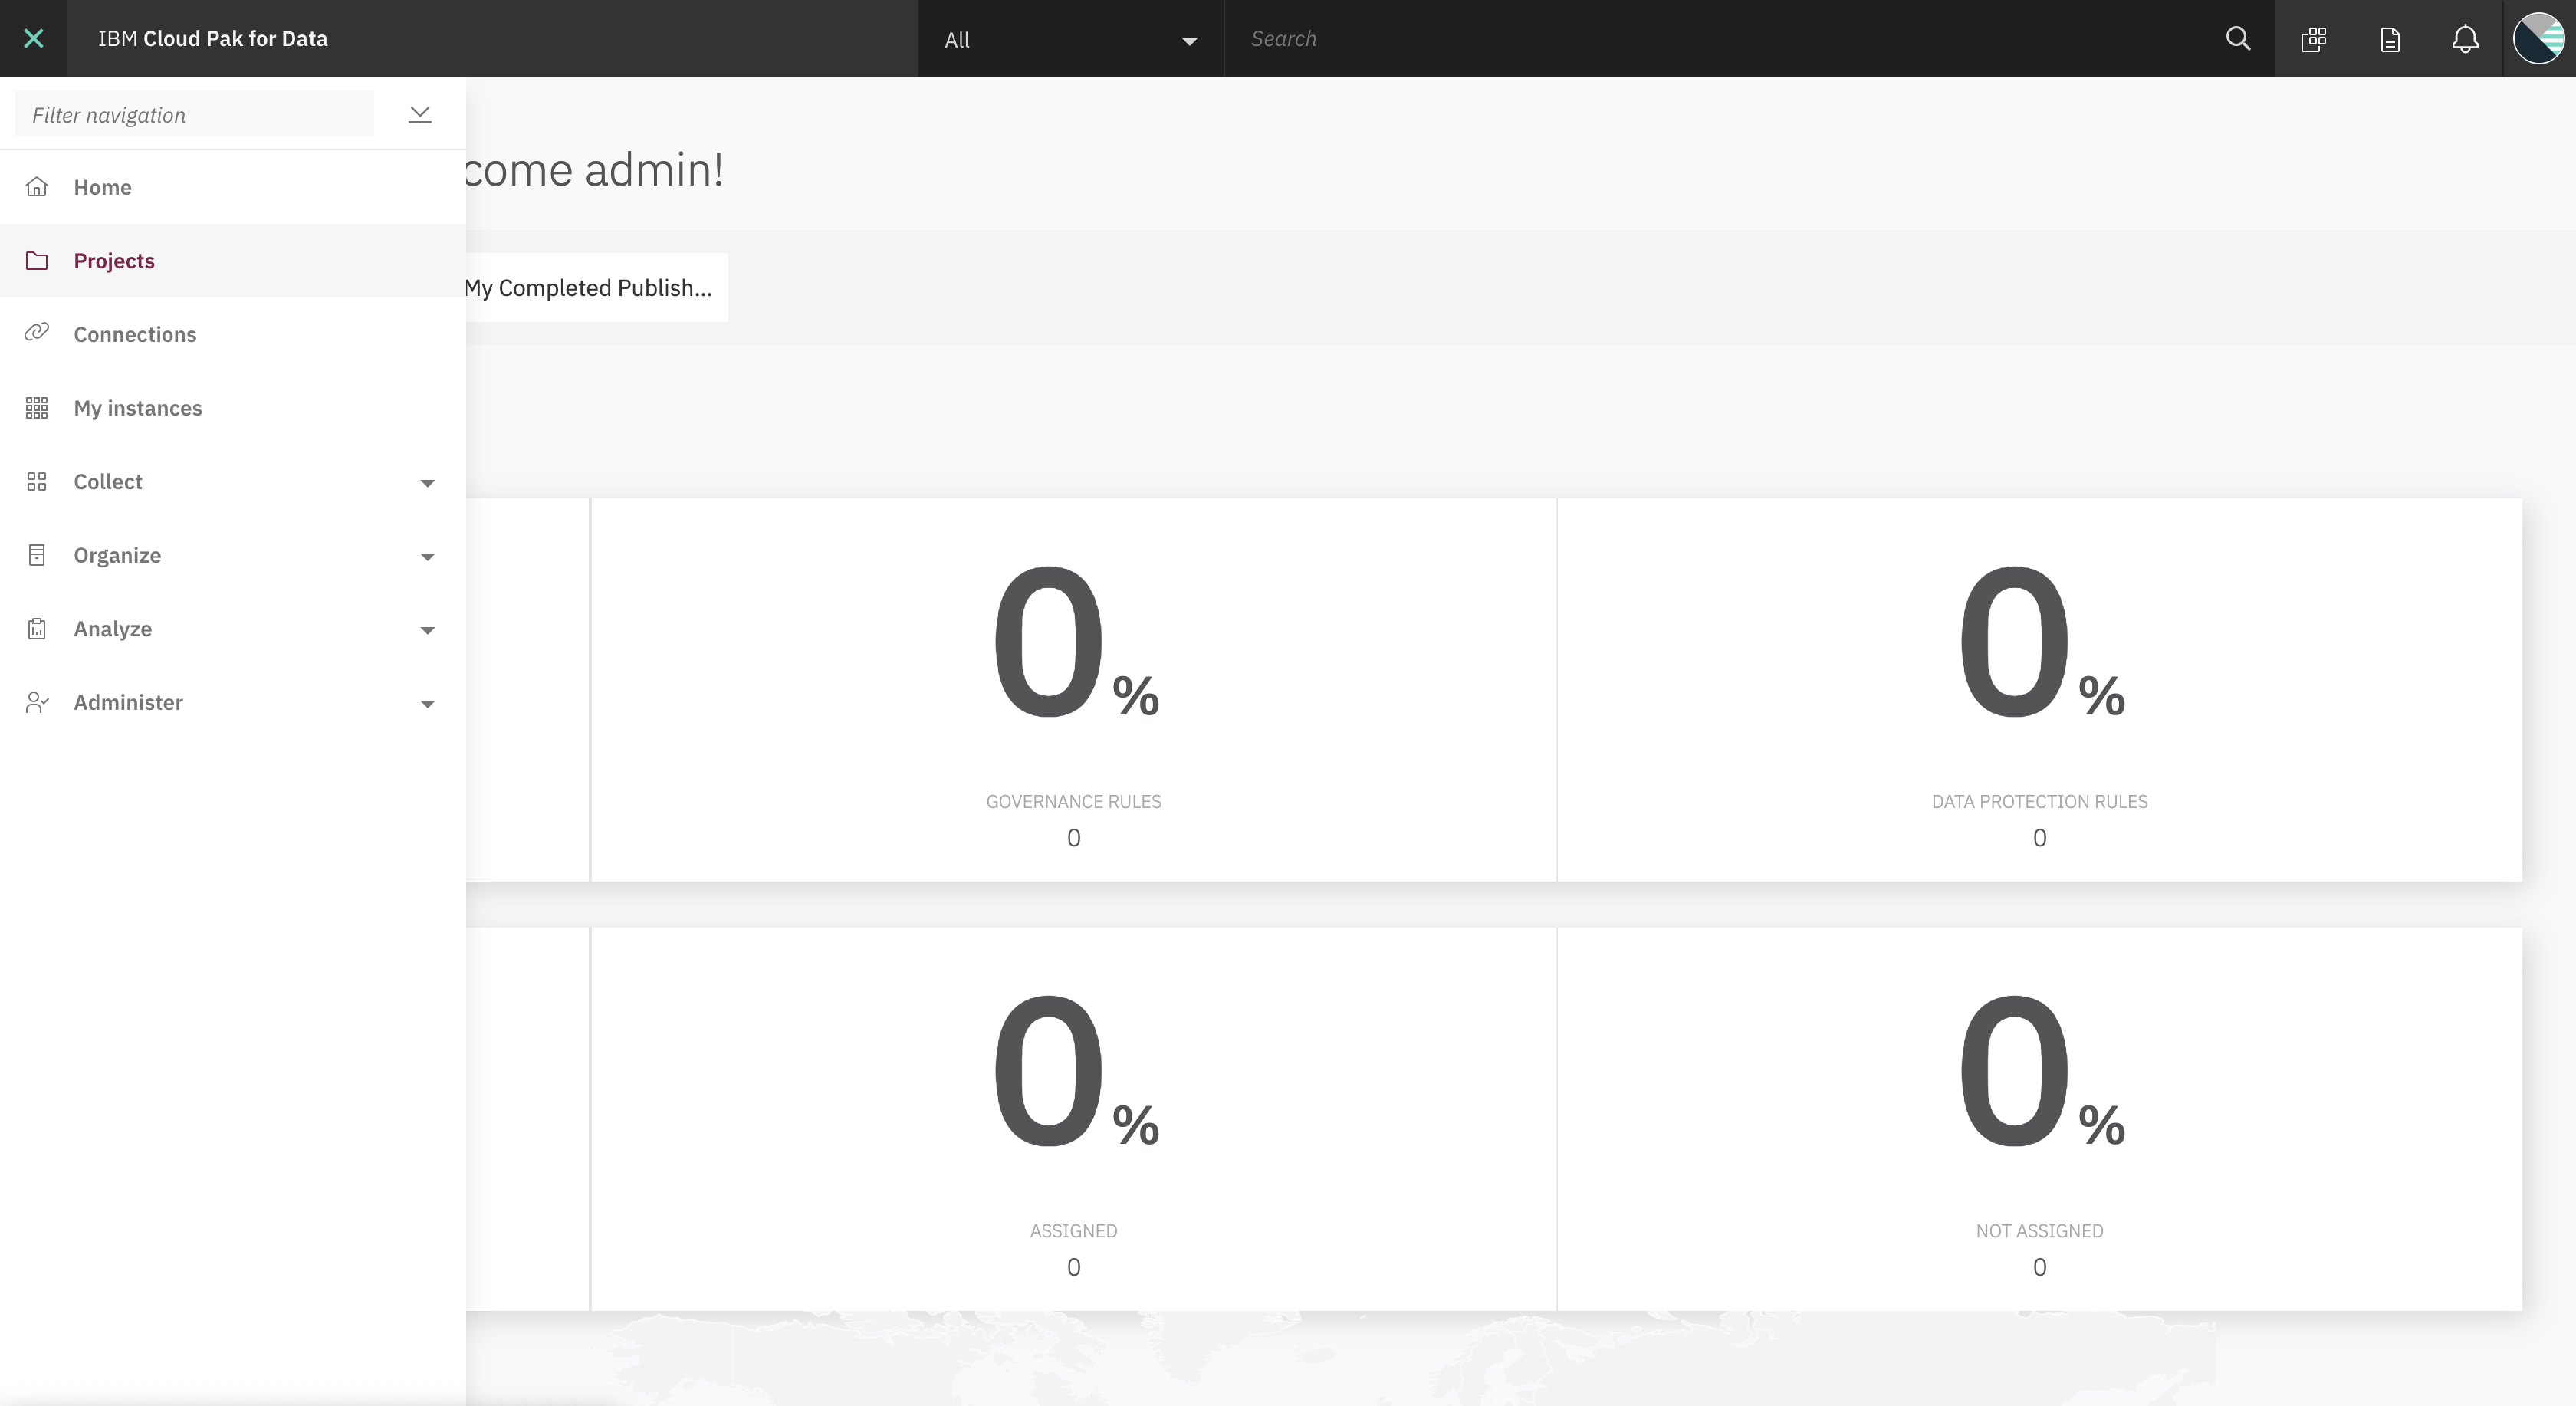 IBM Cloud Pak for Data
All
Search
Filter navigation
Home
Projects
Connections
My instances
Collect
Organize
Analyze
Administer
come admin!
My Completed Publish...
0%
GOVERNANCE RULES
0
0%
DATA PROTECTION RULES
0
0%
ASSIGNED
0
0%
NOT ASSIGNED
0